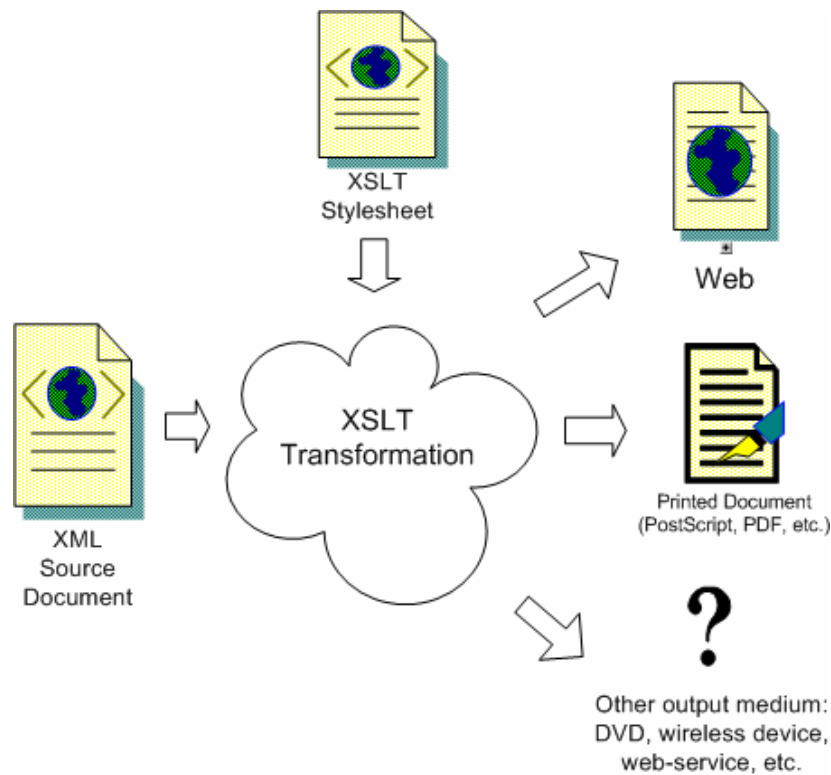 XSLT
Stylesheet
Web
XML
Source
Document
XSLT
Transformation
Printed Document
(PostScript, PDF, etc.)
Other output medium:
DVD, wireless device,
web-service, etc.